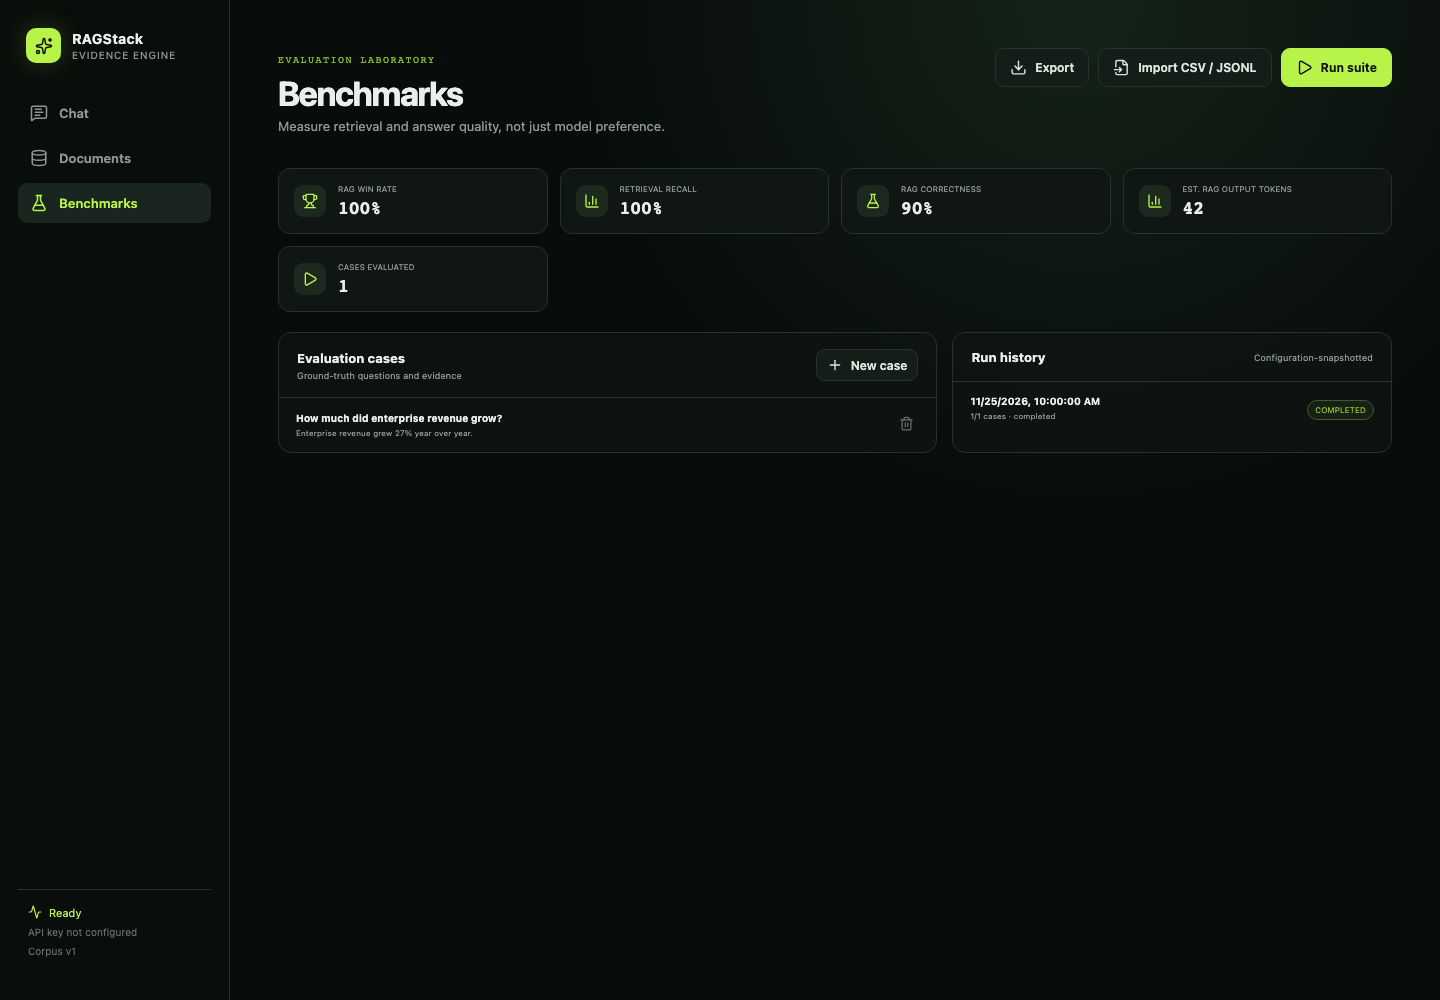 RAGStack
EVIDENCE ENGINE
Chat
Documents
Benchmarks
Ready
API key not configured
Corpus v1
EVALUATION LABORATORY
Benchmarks
Measure retrieval and answer quality, not just model preference.
Export
Import CSV / JSONL
Run suite
RAG WIN RATE
100%
RETRIEVAL RECALL
100%
RAG CORRECTNESS
90%
EST. RAG OUTPUT TOKENS
42
CASES EVALUATED
1
Evaluation cases
Ground-truth questions and evidence
New case
How much did enterprise revenue grow?
Enterprise revenue grew 27% year over year.
Run history
Configuration-snapshotted
11/25/2026, 10:00:00 AM
1/1 cases · completed
COMPLETED